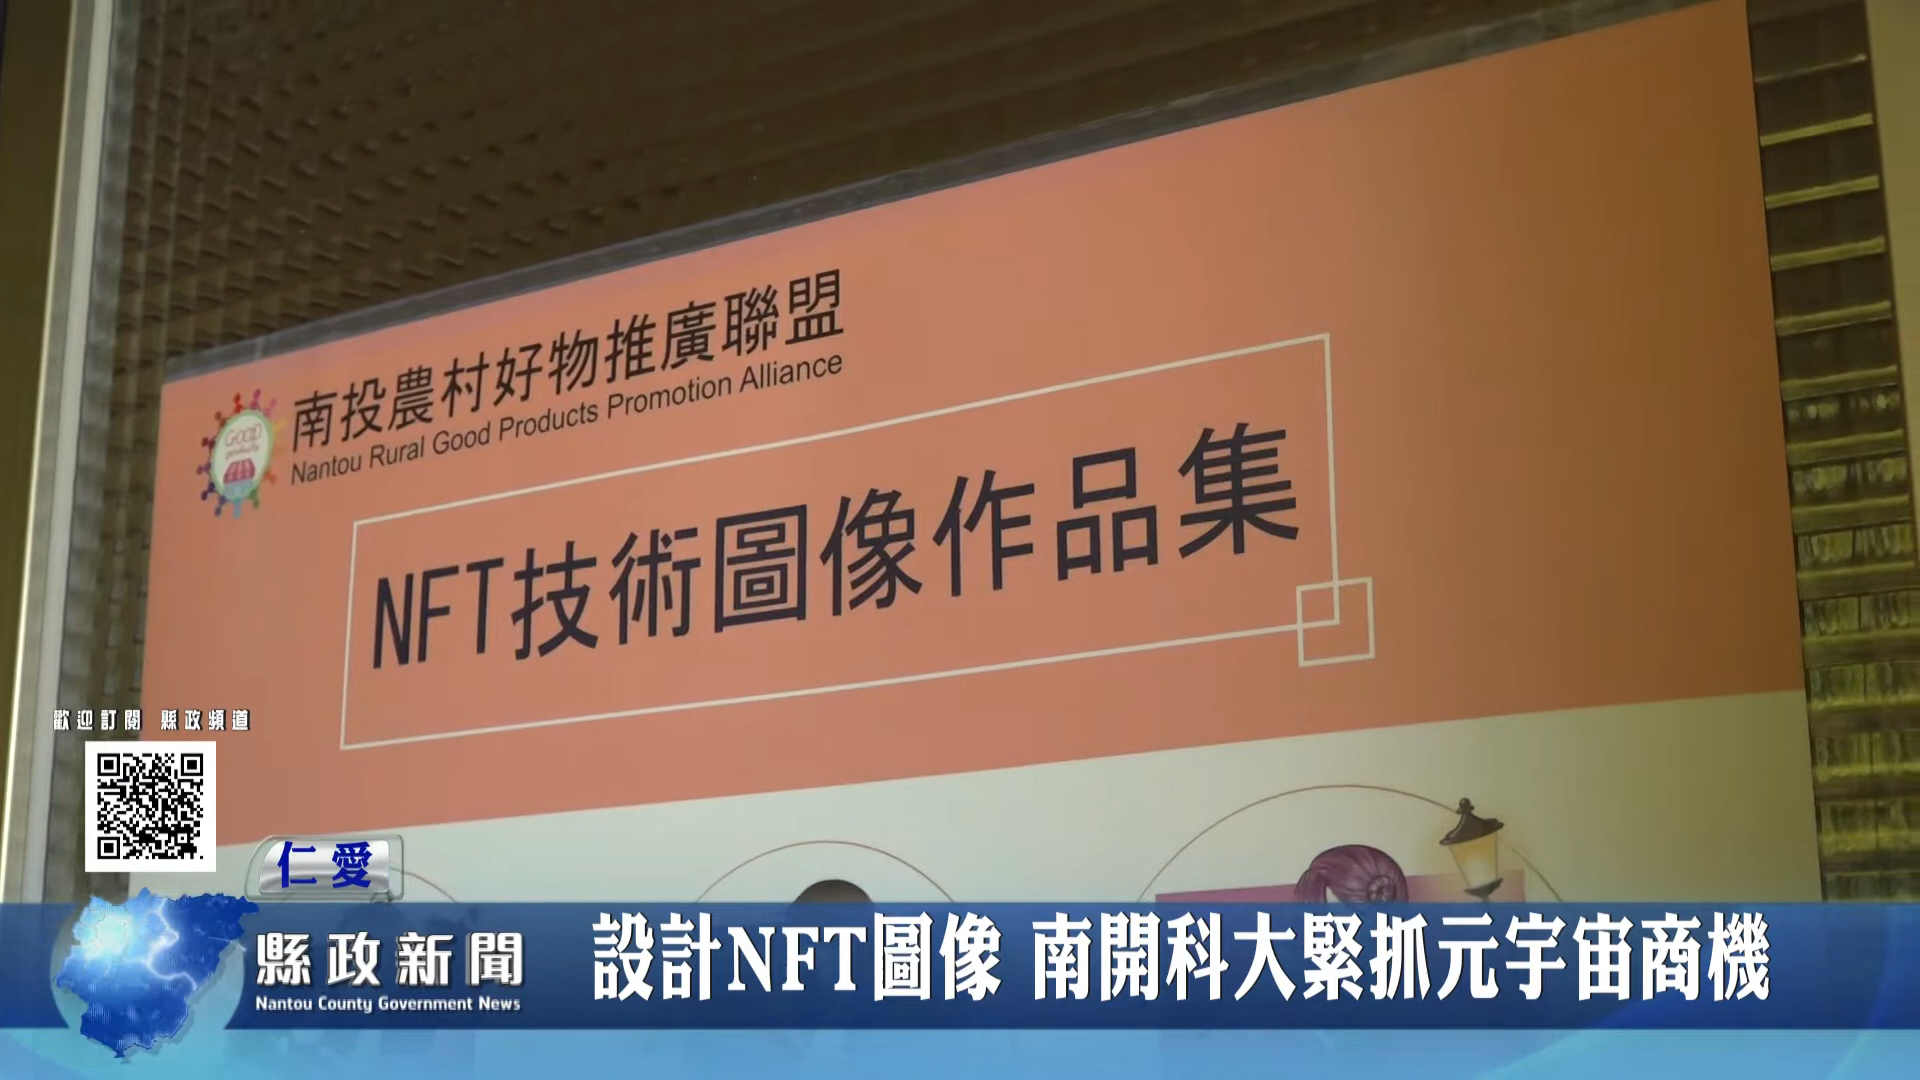 南投農村好物推廣聯盟
Nantou Rural Good Products Promotion Alliance
GOOD
products
NFT技術圖像作品集
歡迎訂閱 縣政頻道
仁愛
縣政新聞
Nantou County Government News
設計NFT圖像 南開科大緊抓元宇宙商機